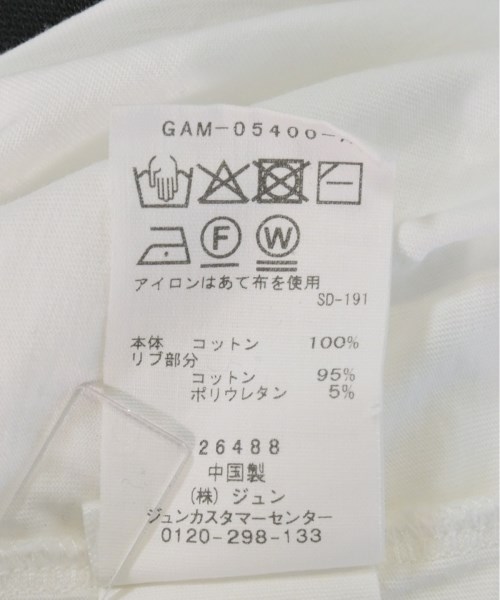 GAM-05400-
F W
アイロンはあて布を使用
SD-191
本体 コットン 100%
リブ部分
コットン 95%
ポリウレタン 5%
26488
中国製
(株) ジュン
ジュンカスタマーセンター
0120-298-133